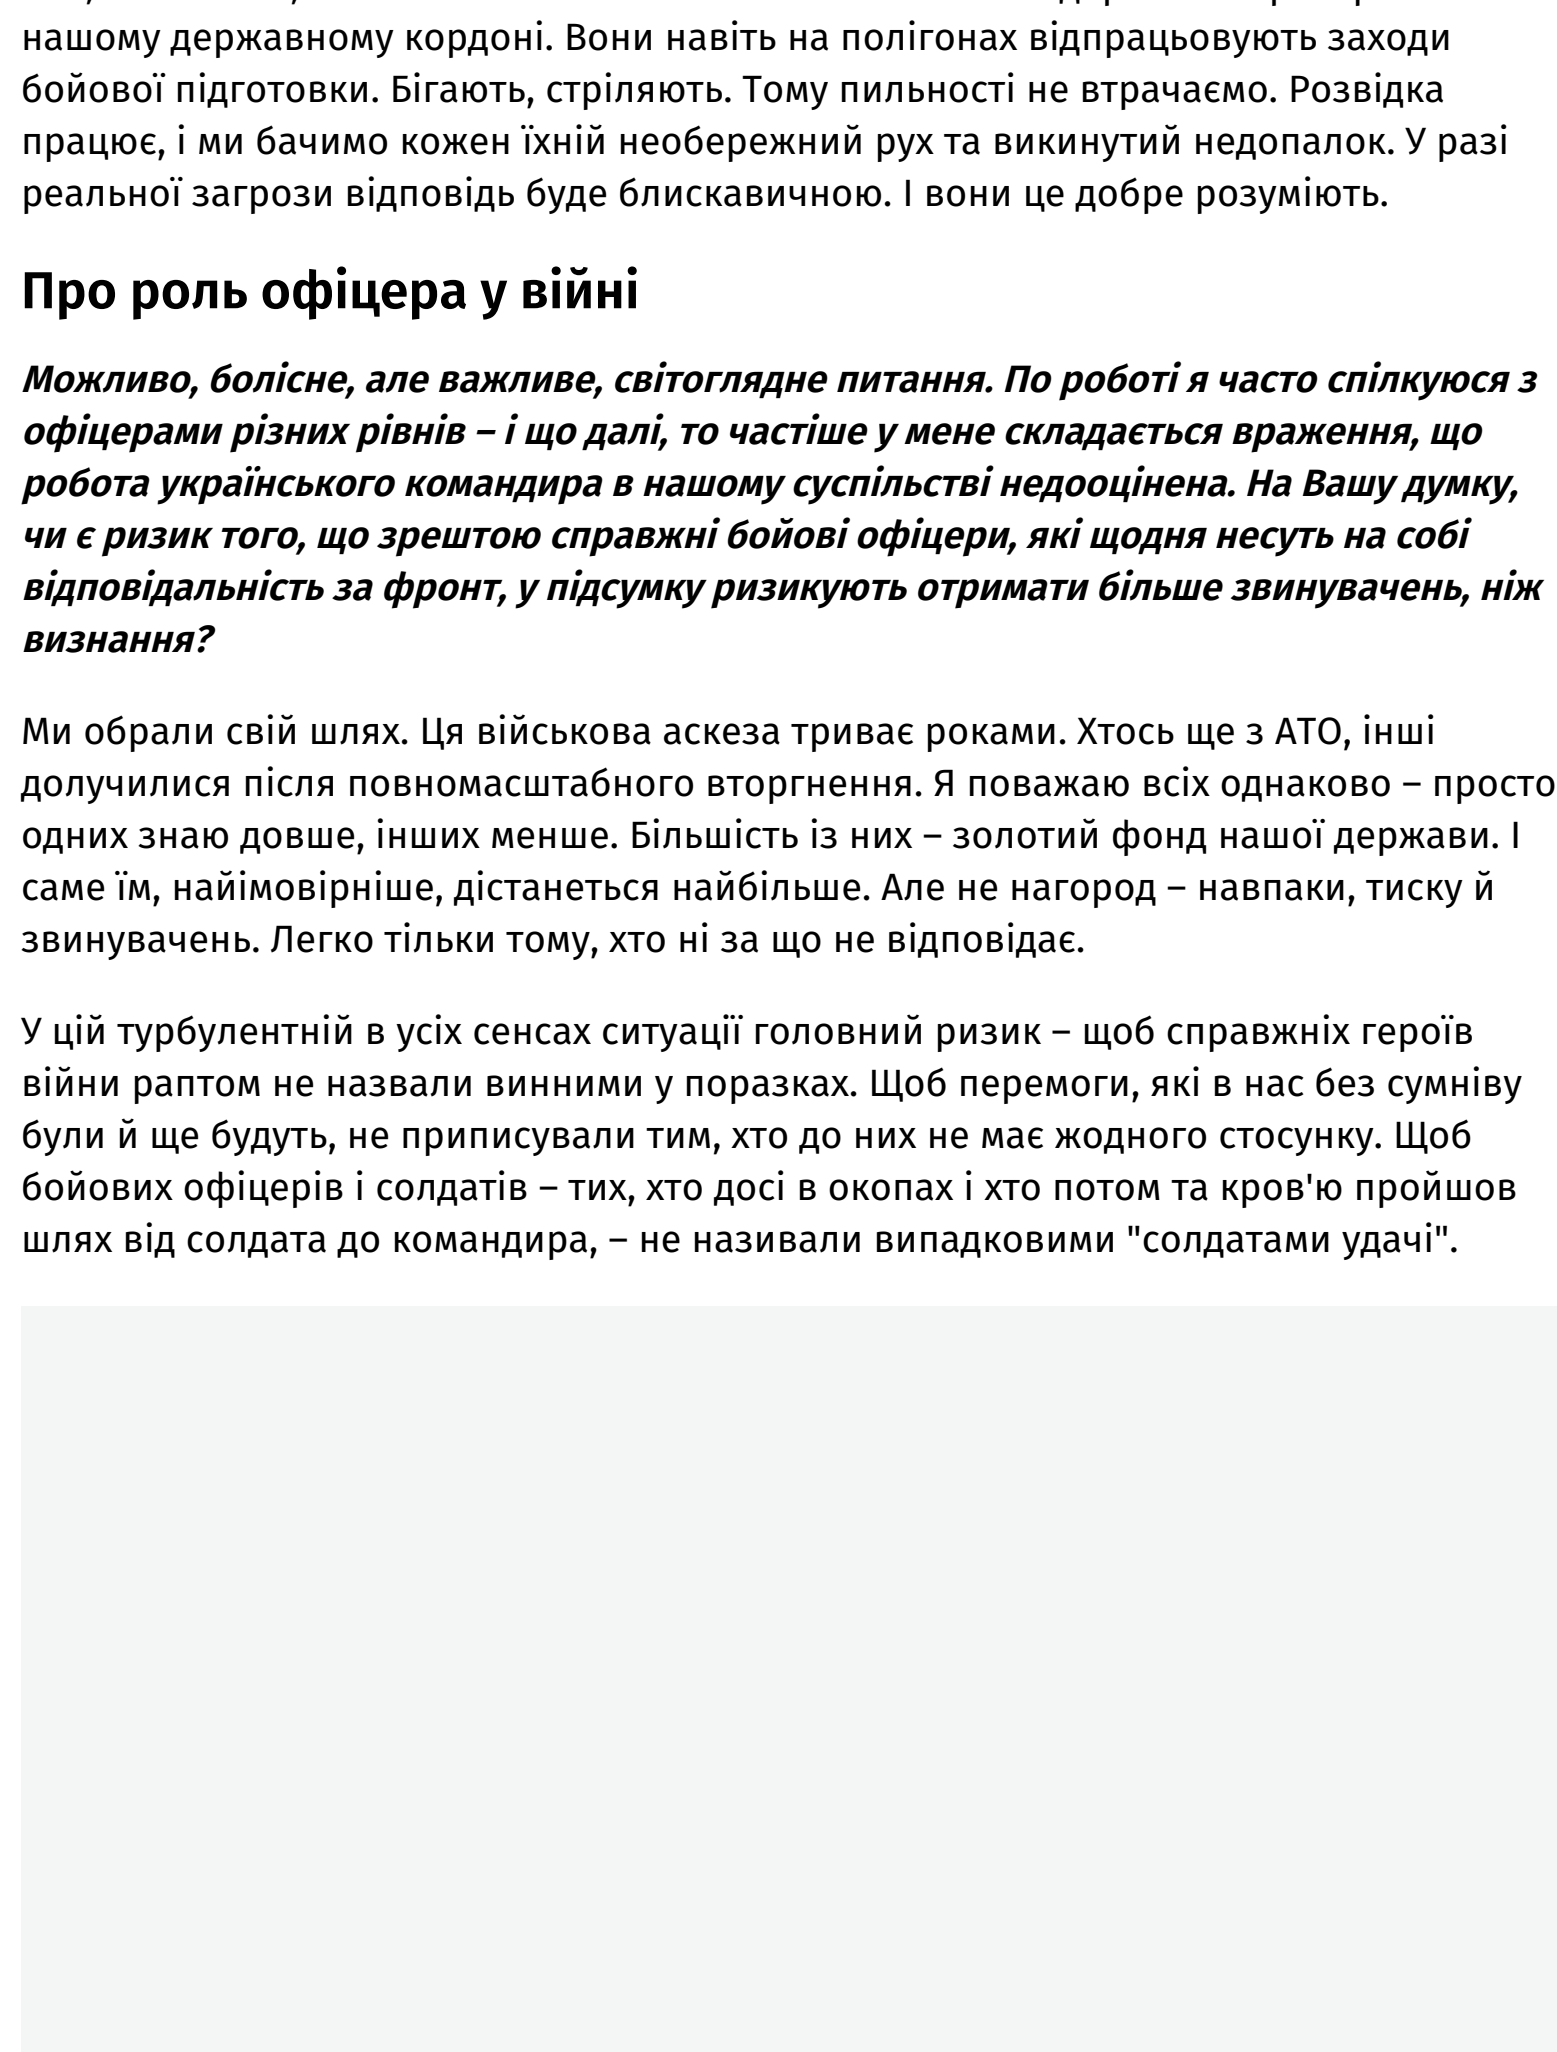 нашому державному кордоні. Вони навіть на полігонах відпрацьовують заходи
бойової підготовки. Бігають, стріляють. Тому пильності не втрачаємо. Розвідка
працює, і ми бачимо кожен їхній необережний рух та викинутий недопалок. У разі
реальної загрози відповідь буде блискавичною. І вони це добре розуміють.
Про роль офіцера у війні
Можливо, болісне, але важливе, світоглядне питання. По роботі я часто спілкуюся з
офіцерами різних рівнів – і що далі, то частіше у мене складається враження, що
робота українського командира в нашому суспільстві недооцінена. На Вашу думку,
чи є ризик того, що зрештою справжні бойові офіцери, які щодня несуть на собі
відповідальність за фронт, у підсумку ризикують отримати більше звинувачень, ніж
визнання?
Ми обрали свій шлях. Ця військова аскеза триває роками. Хтось ще з АТО, інші
долучилися після повномасштабного вторгнення. Я поважаю всіх однаково – просто
одних знаю довше, інших менше. Більшість із них – золотий фонд нашої держави. І
саме їм, найімовірніше, дістанеться найбільше. Але не нагород – навпаки, тиску й
звинувачень. Легко тільки тому, хто ні за що не відповідає.
У цій турбулентній в усіх сенсах ситуації головний ризик – щоб справжніх героїв
війни раптом не назвали винними у поразках. Щоб перемоги, які в нас без сумніву
були й ще будуть, не приписували тим, хто до них не має жодного стосунку. Щоб
бойових офіцерів і солдатів – тих, хто досі в окопах і хто потом та кров'ю пройшов
шлях від солдата до командира, – не називали випадковими "солдатами удачі".